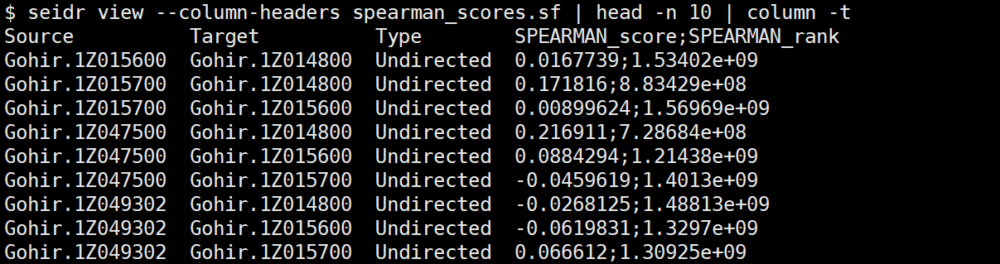 $ seidr view --column-headers spearman_scores.sf | head -n 10 | column -t
Source Target Type SPEARMAN_score;SPEARMAN_rank
Gohir.1Z015600 Gohir.1Z014800 Undirected 0.0167739;1.53402e+09
Gohir.1Z015700 Gohir.1Z014800 Undirected 0.171816;8.83429e+08
Gohir.1Z015700 Gohir.1Z015600 Undirected 0.00899624;1.56969e+09
Gohir.1Z047500 Gohir.1Z014800 Undirected 0.216911;7.28684e+08
Gohir.1Z047500 Gohir.1Z015600 Undirected 0.0884294;1.21438e+09
Gohir.1Z047500 Gohir.1Z015700 Undirected -0.0459619;1.4013e+09
Gohir.1Z049302 Gohir.1Z014800 Undirected -0.0268125;1.48813e+09
Gohir.1Z049302 Gohir.1Z015600 Undirected -0.0619831;1.3297e+09
Gohir.1Z049302 Gohir.1Z015700 Undirected 0.066612;1.30925e+09